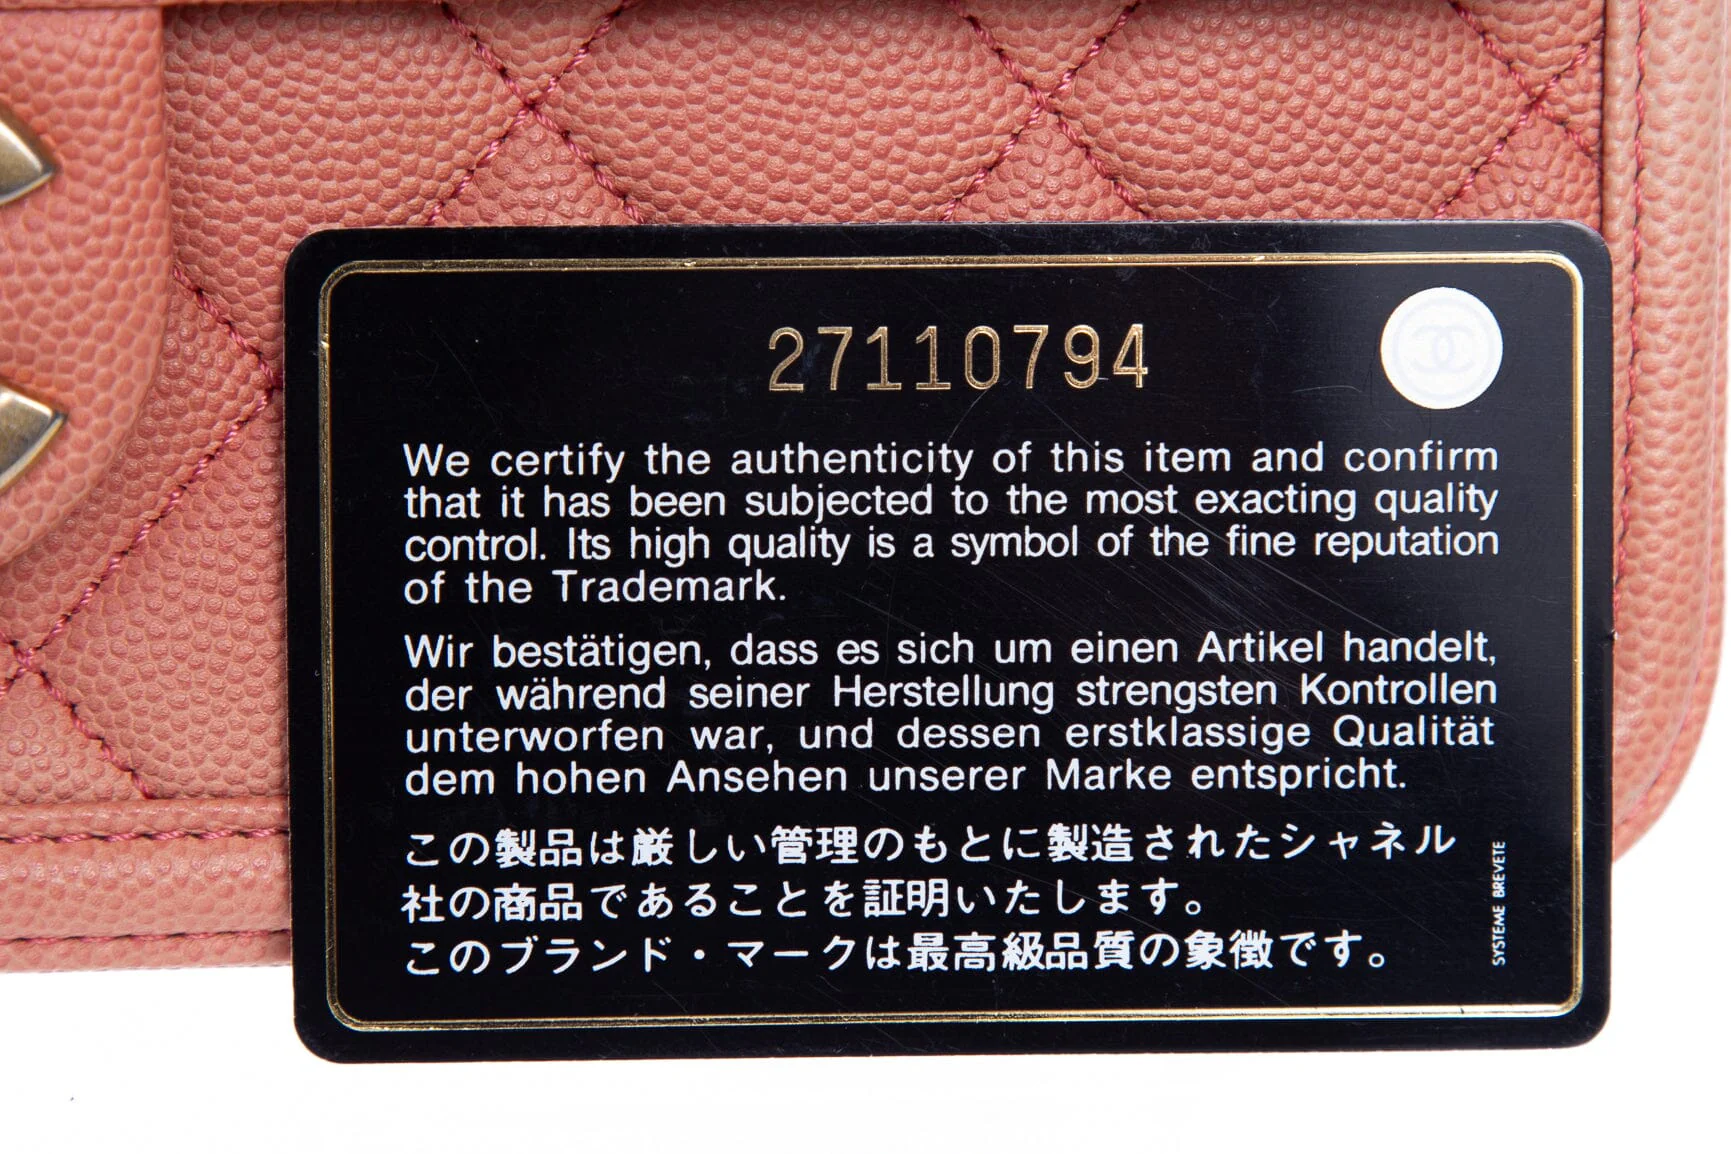 27110794
We certify the authenticity of this item and confirm
that it has been subjected to the most exacting quality
control. Its high quality is a symbol of the fine reputation
of the Trademark.
Wir bestätigen, dass es sich um einen Artikel handelt,
der während seiner Herstellung strengsten Kontrollen
unterworfen war, und dessen erstklassige Qualität
dem hohen Ansehen unserer Marke entspricht.
この製品は厳しい管理のもとに製造されたシャネル
社の商品であることを証明いたします。
このブランド・マークは最高級品質の象徴です。
SYSTEME BREVETE